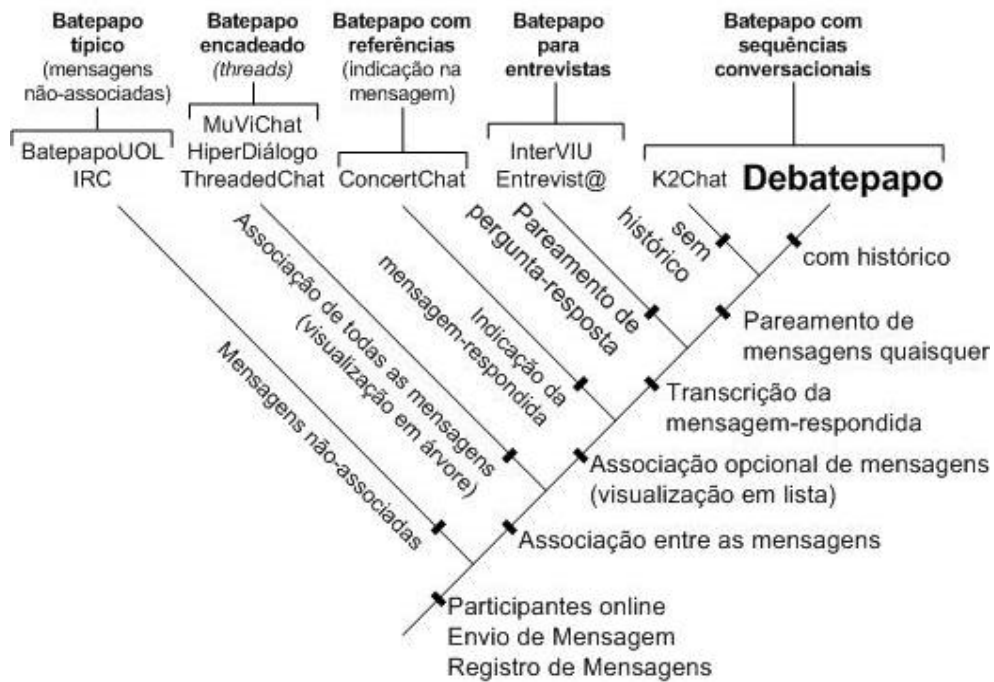 Batepapo
típico
(mensagens
não-associadas)
BatepapoUOL
IRC
Batepapo
encadeado
(threads)
MuViChat
HiperDiálogo
ThreadedChat
Batepapo com
referências
(indicação na
mensagem)
ConcertChat
Batepapo
para
entrevistas
InterVIU
Entrevist@
Batepapo com
sequências
conversacionais
K2Chat
Debatepapo
Mensagens não-associadas
Associação de todas as mensagens
(visualização em árvore)
Indicação da
mensagem-respondida
Pareamento de
pergunta-resposta
sem
histórico
com histórico
Pareamento de
mensagens quaisquer
Transcrição da
mensagem-respondida
Associação opcional de mensagens
(visualização em lista)
Associação entre as mensagens
Participantes online
Envio de Mensagem
Registro de Mensagens